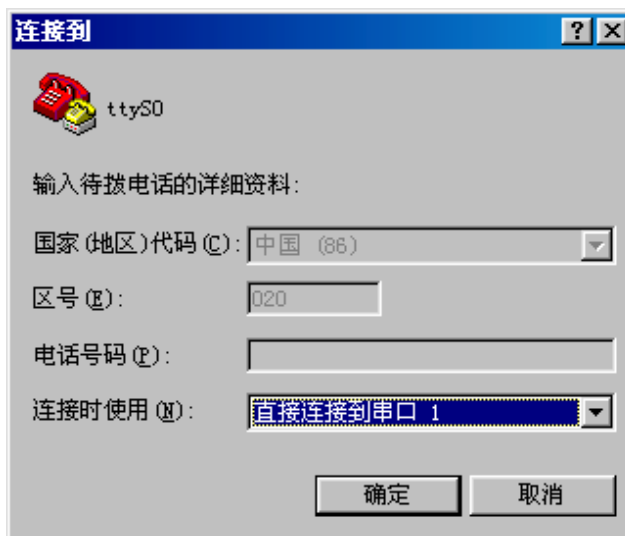 连接到
ttyS0
输入待拨电话的详细资料:
国家(地区)代码(C): 中国 (86)
区号(E): 020
电话号码(P):
连接时使用(N): 直接连接到串口 1
确定 取消